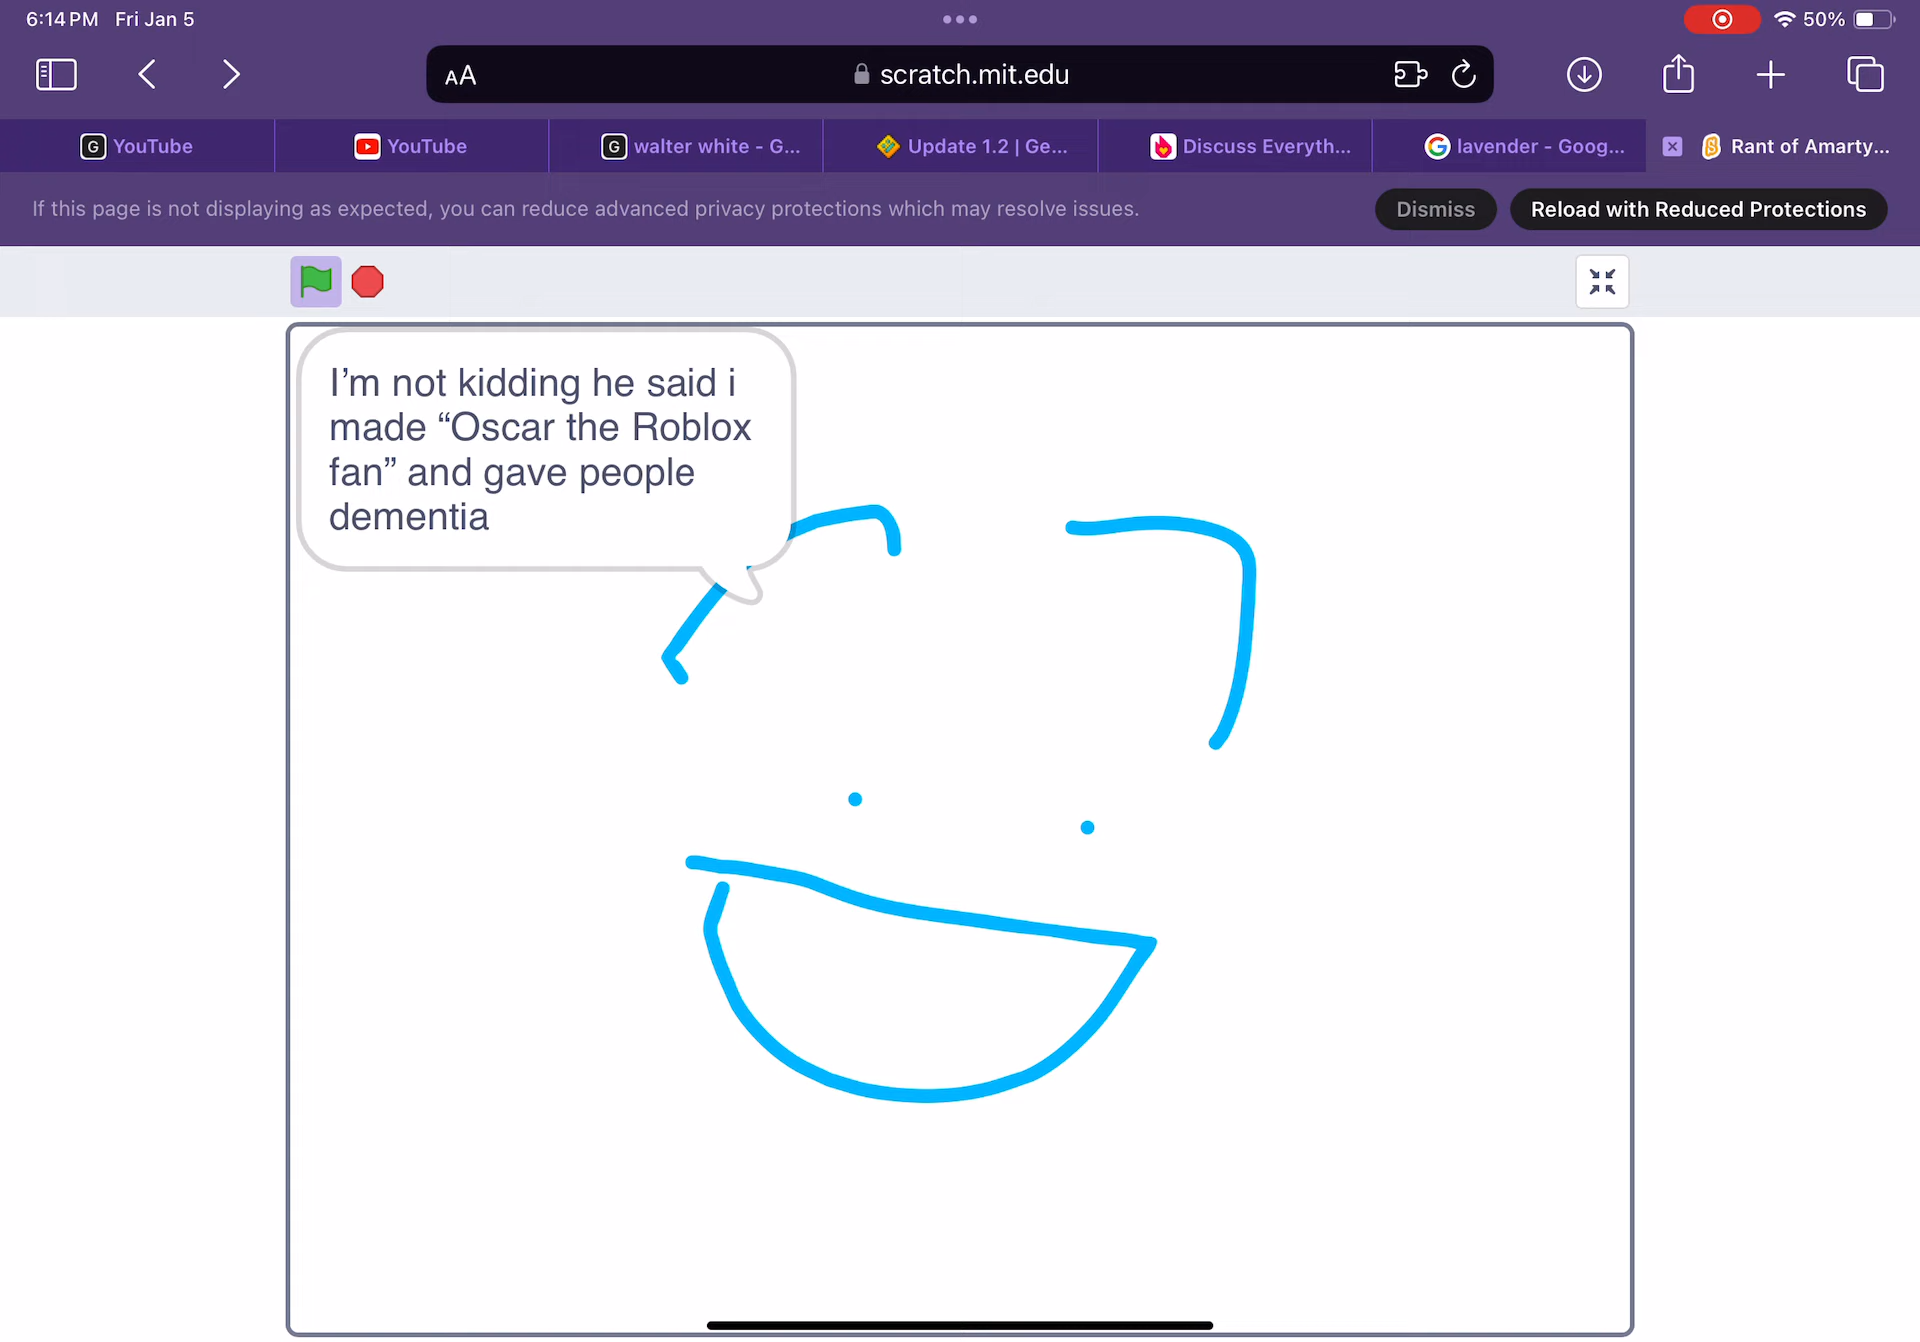 6:14 PM Fri Jan 5
50%
AA
scratch.mit.edu
YouTube
YouTube
walter white - G...
Update 1.2 | Ge...
Discuss Everyth...
lavender - Goog...
Rant of Amarty...
If this page is not displaying as expected, you can reduce advanced privacy protections which may resolve issues.
Dismiss
Reload with Reduced Protections
I’m not kidding he said i
made “Oscar the Roblox
fan” and gave people
dementia